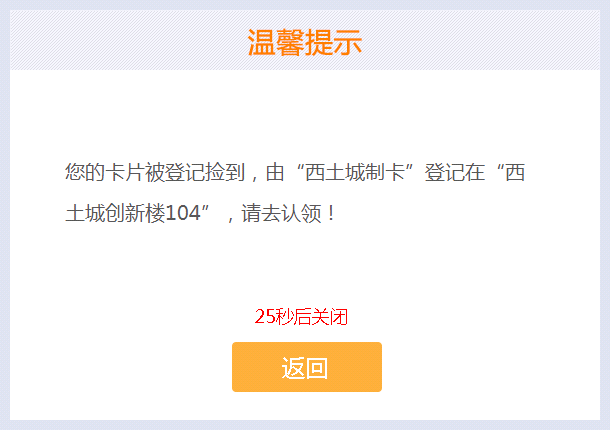 温馨提示
您的卡片被登记捡到，由“西土城制卡”登记在“西
土城创新楼104”，请去认领！
25秒后关闭
返回